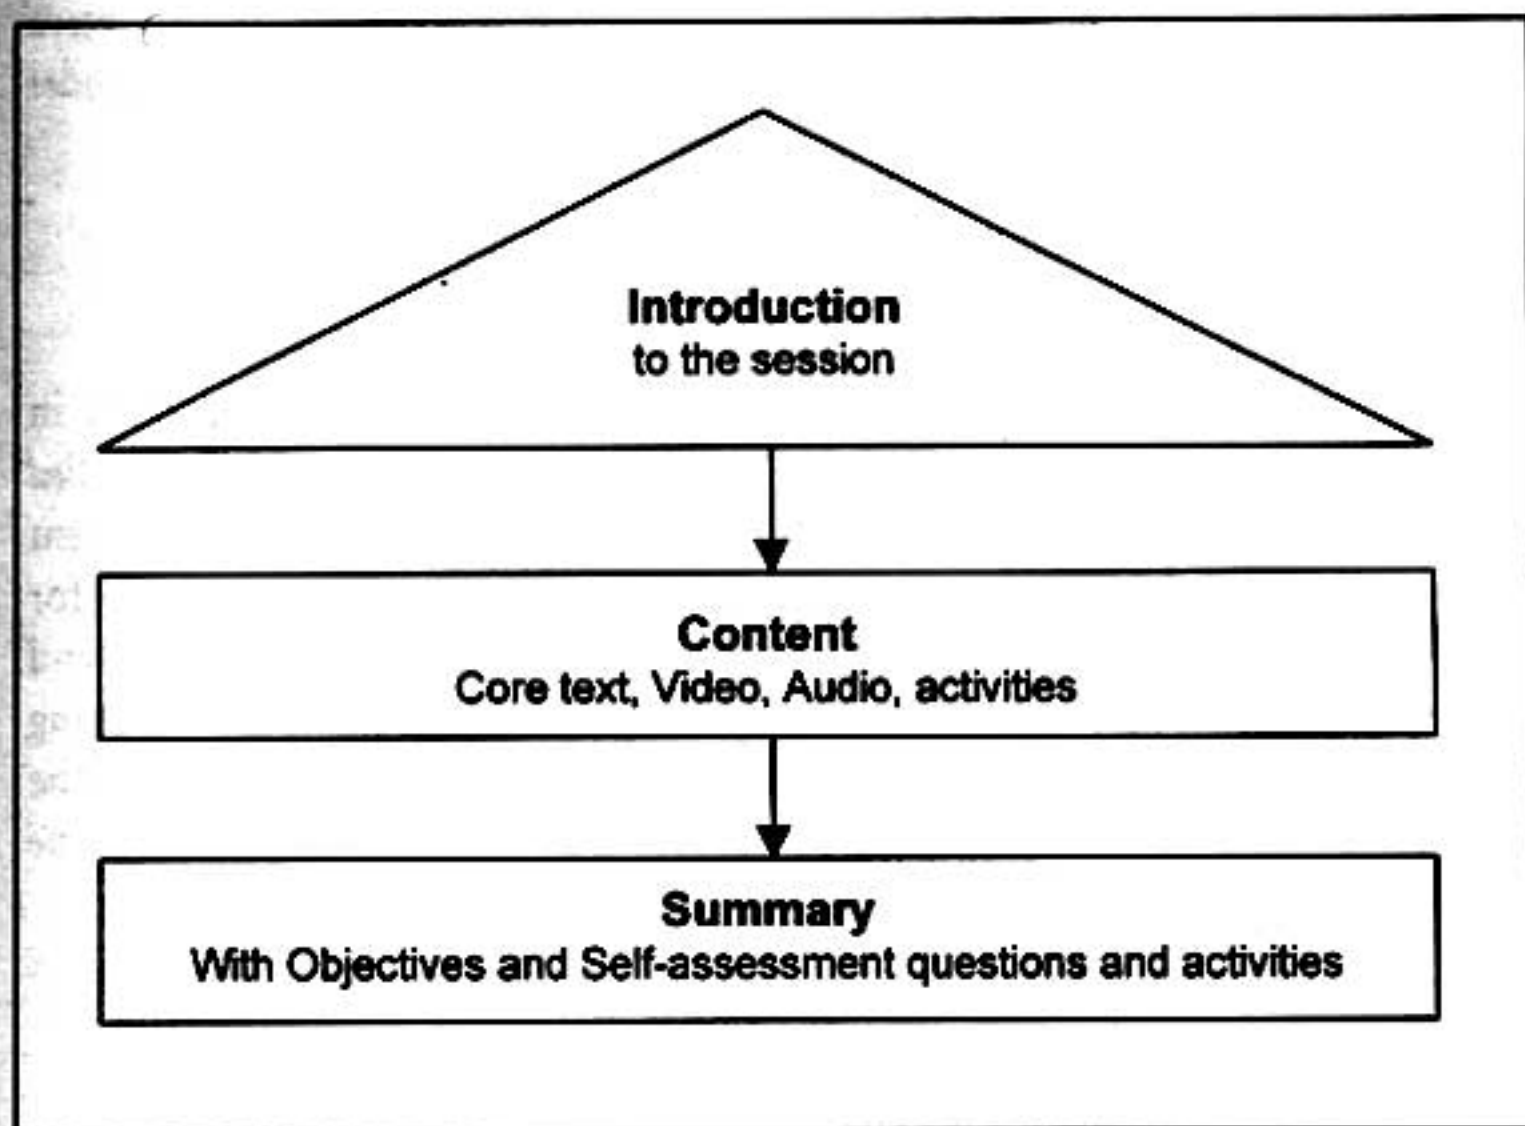 Introduction
to the session
Content
Core text, Video, Audio, activities
Summary
With Objectives and Self-assessment questions and activities